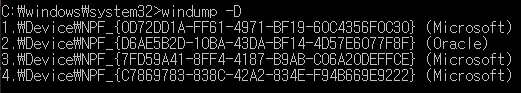 C:₩windows₩system32>windump -D
1.₩Device₩NPF_{0D72DD1A-FF61-4971-BF19-60C4356F0C30} (Microsoft)
2.₩Device₩NPF_{D6AE5B2D-10BA-43DA-BF14-4D57E6077F8F} (Oracle)
3.₩Device₩NPF_{7FD59A41-8FF4-4187-B9AB-C06A20DEFFCE} (Microsoft)
4.₩Device₩NPF_{C7869783-838C-42A2-834E-F94B669E9222} (Microsoft)